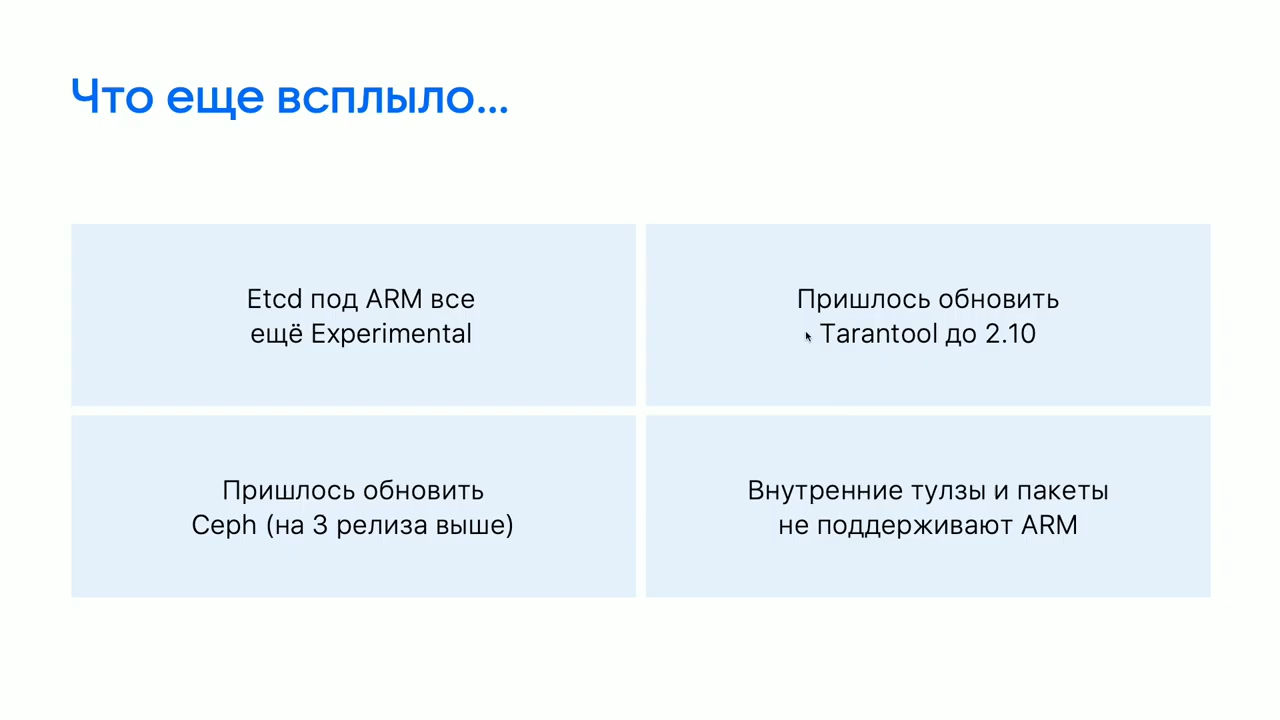 Что еще всплыло...
Etcd под ARM все
ещё Experimental
Пришлось обновить
Tarantool до 2.10
Пришлось обновить
Ceph (на 3 релиза выше)
Внутренние тулзы и пакеты
не поддерживают ARM